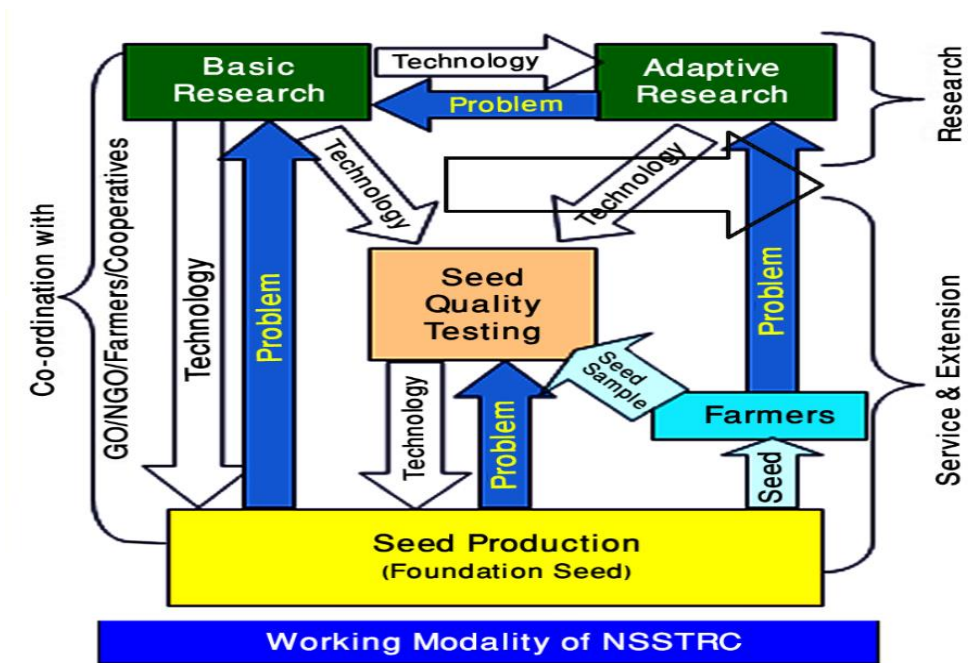 Basic
Research
Technology
Problem
Adaptive
Research
Research
Co-ordination with
GO/NGO/Farmers/Cooperatives
Technology
Problem
Technology
Technology
Seed
Quality
Testing
Problem
Service & Extension
Technology
Problem
Seed
Sample
Farmers
Seed
Seed Production
(Foundation Seed)
Working Modality of NSSTRC